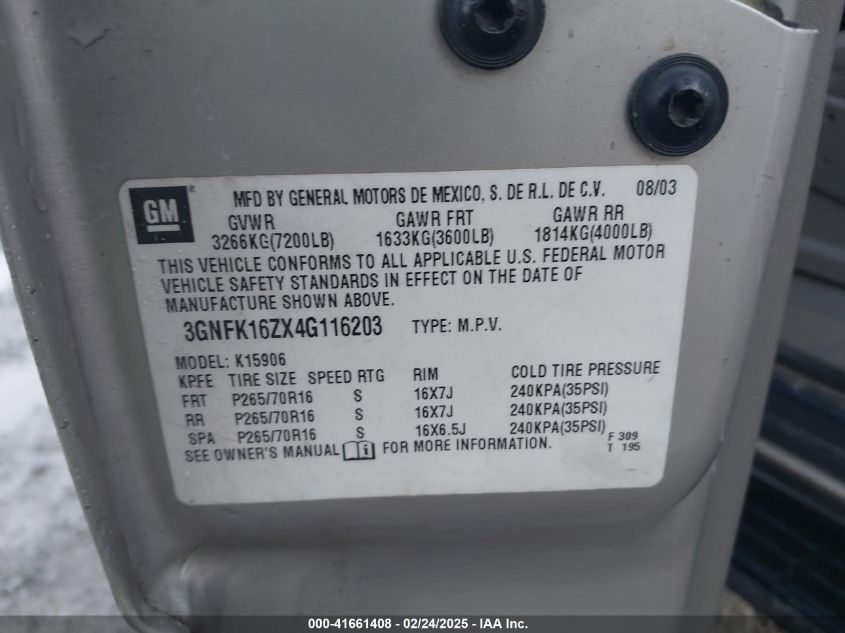 GM ® MFD BY GENERAL MOTORS DE MEXICO, S. DE R.L. DE C.V. 08/03
GVWR GAWR FRT GAWR RR
3266KG(7200LB) 1633KG(3600LB) 1814KG(4000LB)
THIS VEHICLE CONFORMS TO ALL APPLICABLE U.S. FEDERAL MOTOR
VEHICLE SAFETY STANDARDS IN EFFECT ON THE DATE OF
MANUFACTURE SHOWN ABOVE.
3GNFK16ZX4G116203 TYPE: M.P.V.
MODEL: K15906
KPFE TIRE SIZE SPEED RTG RIM COLD TIRE PRESSURE
FRT P265/70R16 S 16X7J 240KPA(35PSI)
RR P265/70R16 S 16X7J 240KPA(35PSI)
SPA P265/70R16 S 16X6.5J 240KPA(35PSI)
SEE OWNER'S MANUAL i FOR MORE INFORMATION. F 309
T 195
000-41661408 - 02/24/2025 - IAA Inc.